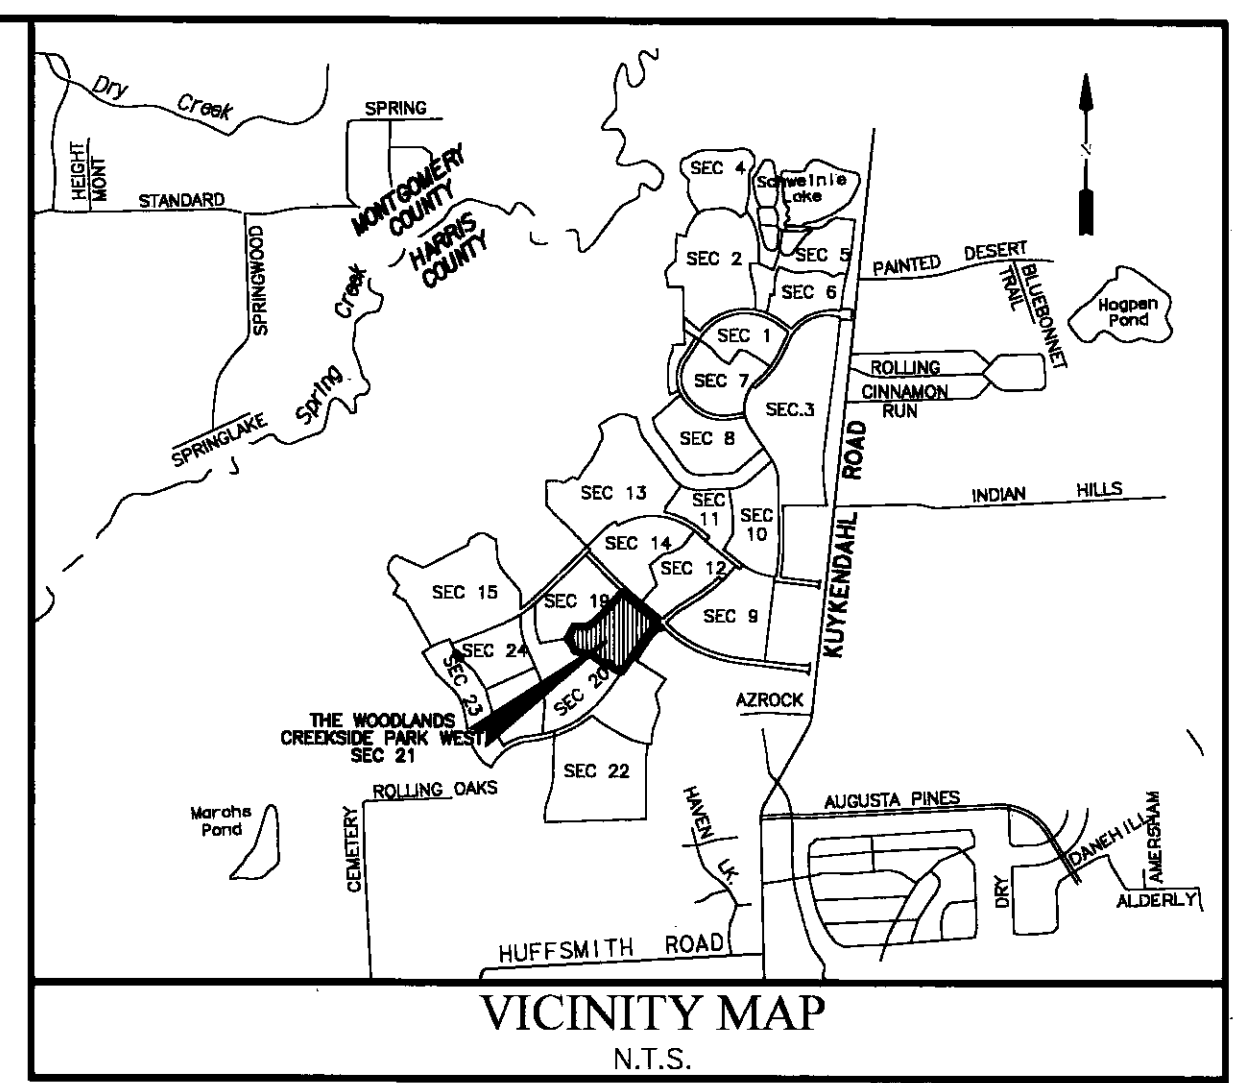 Dry Creek
SPRING
HEIGHT
MONT
STANDARD
MONTGOMERY
COUNTY
HARRIS
COUNTY
SPRINGWOOD
Spring Creek
SPRINGLAKE
SEC 4
Schweinle
Lake
SEC 2
SEC 5
SEC 6
PAINTED DESERT
BLUEBONNET
TRAIL
Hogpen
Pond
SEC 1
SEC 7
SEC.3
ROLLING
CINNAMON
RUN
SEC 8
KUYKENDAHL ROAD
SEC 13
SEC
11
SEC
10
INDIAN HILLS
SEC 14
SEC 12
SEC 15
SEC 19
SEC 9
SEC 24
SEC 23
SEC 20
AZROCK
THE WOODLANDS
CREEKSIDE PARK WEST
SEC 21
SEC 22
ROLLING OAKS
Marohs
Pond
CEMETERY
HAVEN
LK.
AUGUSTA PINES
DANEHILL
AMERSHAM
DRY
ALDERLY
HUFFSMITH ROAD
VICINITY MAP
N.T.S.